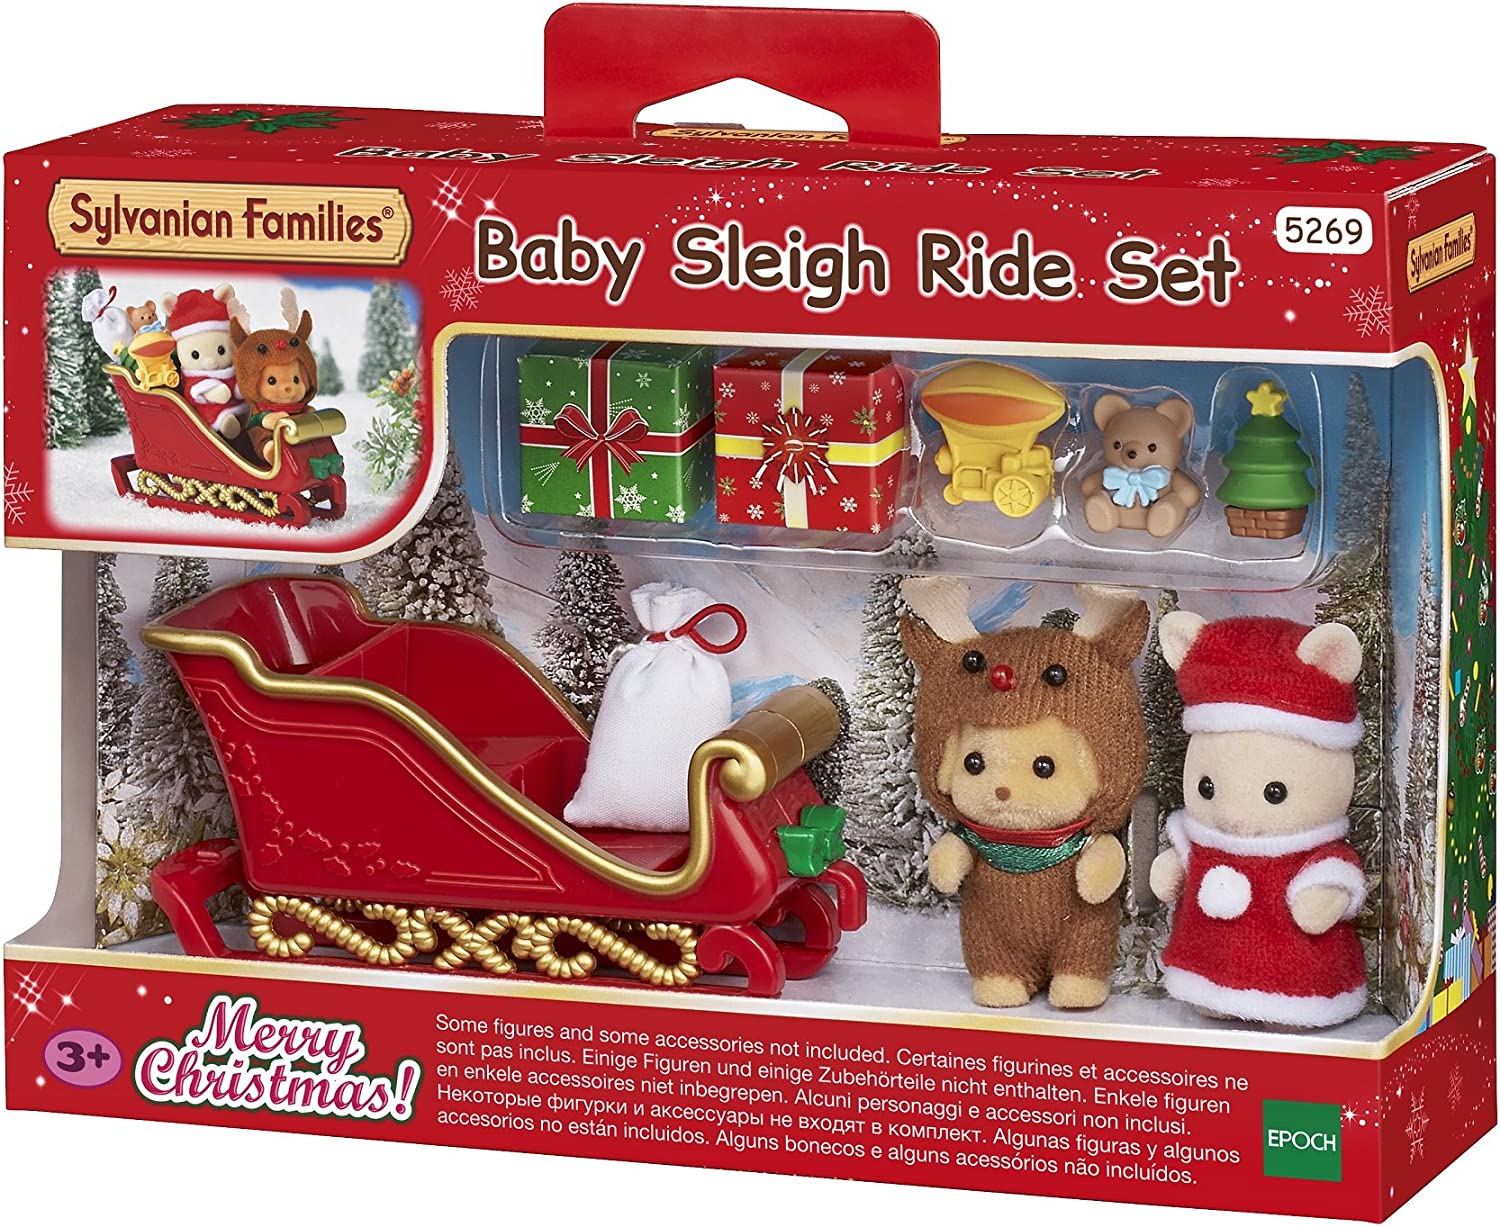 Sylvanian Families
Baby Sleigh Ride Set
Sylvanian Families®
Baby Sleigh Ride Set
5269
Sylvanian Families®
3+
Merry
Christmas!
Some figures and some accessories not included. Certaines figurines et accessoires ne
sont pas inclus. Einige Figuren und einige Zubehörteile nicht enthalten. Enkele figuren
en enkele accessoires niet inbegrepen. Alcuni personaggi e accessori non inclusi.
Некоторые фигурки и аксессуары не входят в комплект. Algunas figuras y algunos
accesorios no están incluidos. Alguns bonecos e alguns acessórios não incluídos.
EPOCH